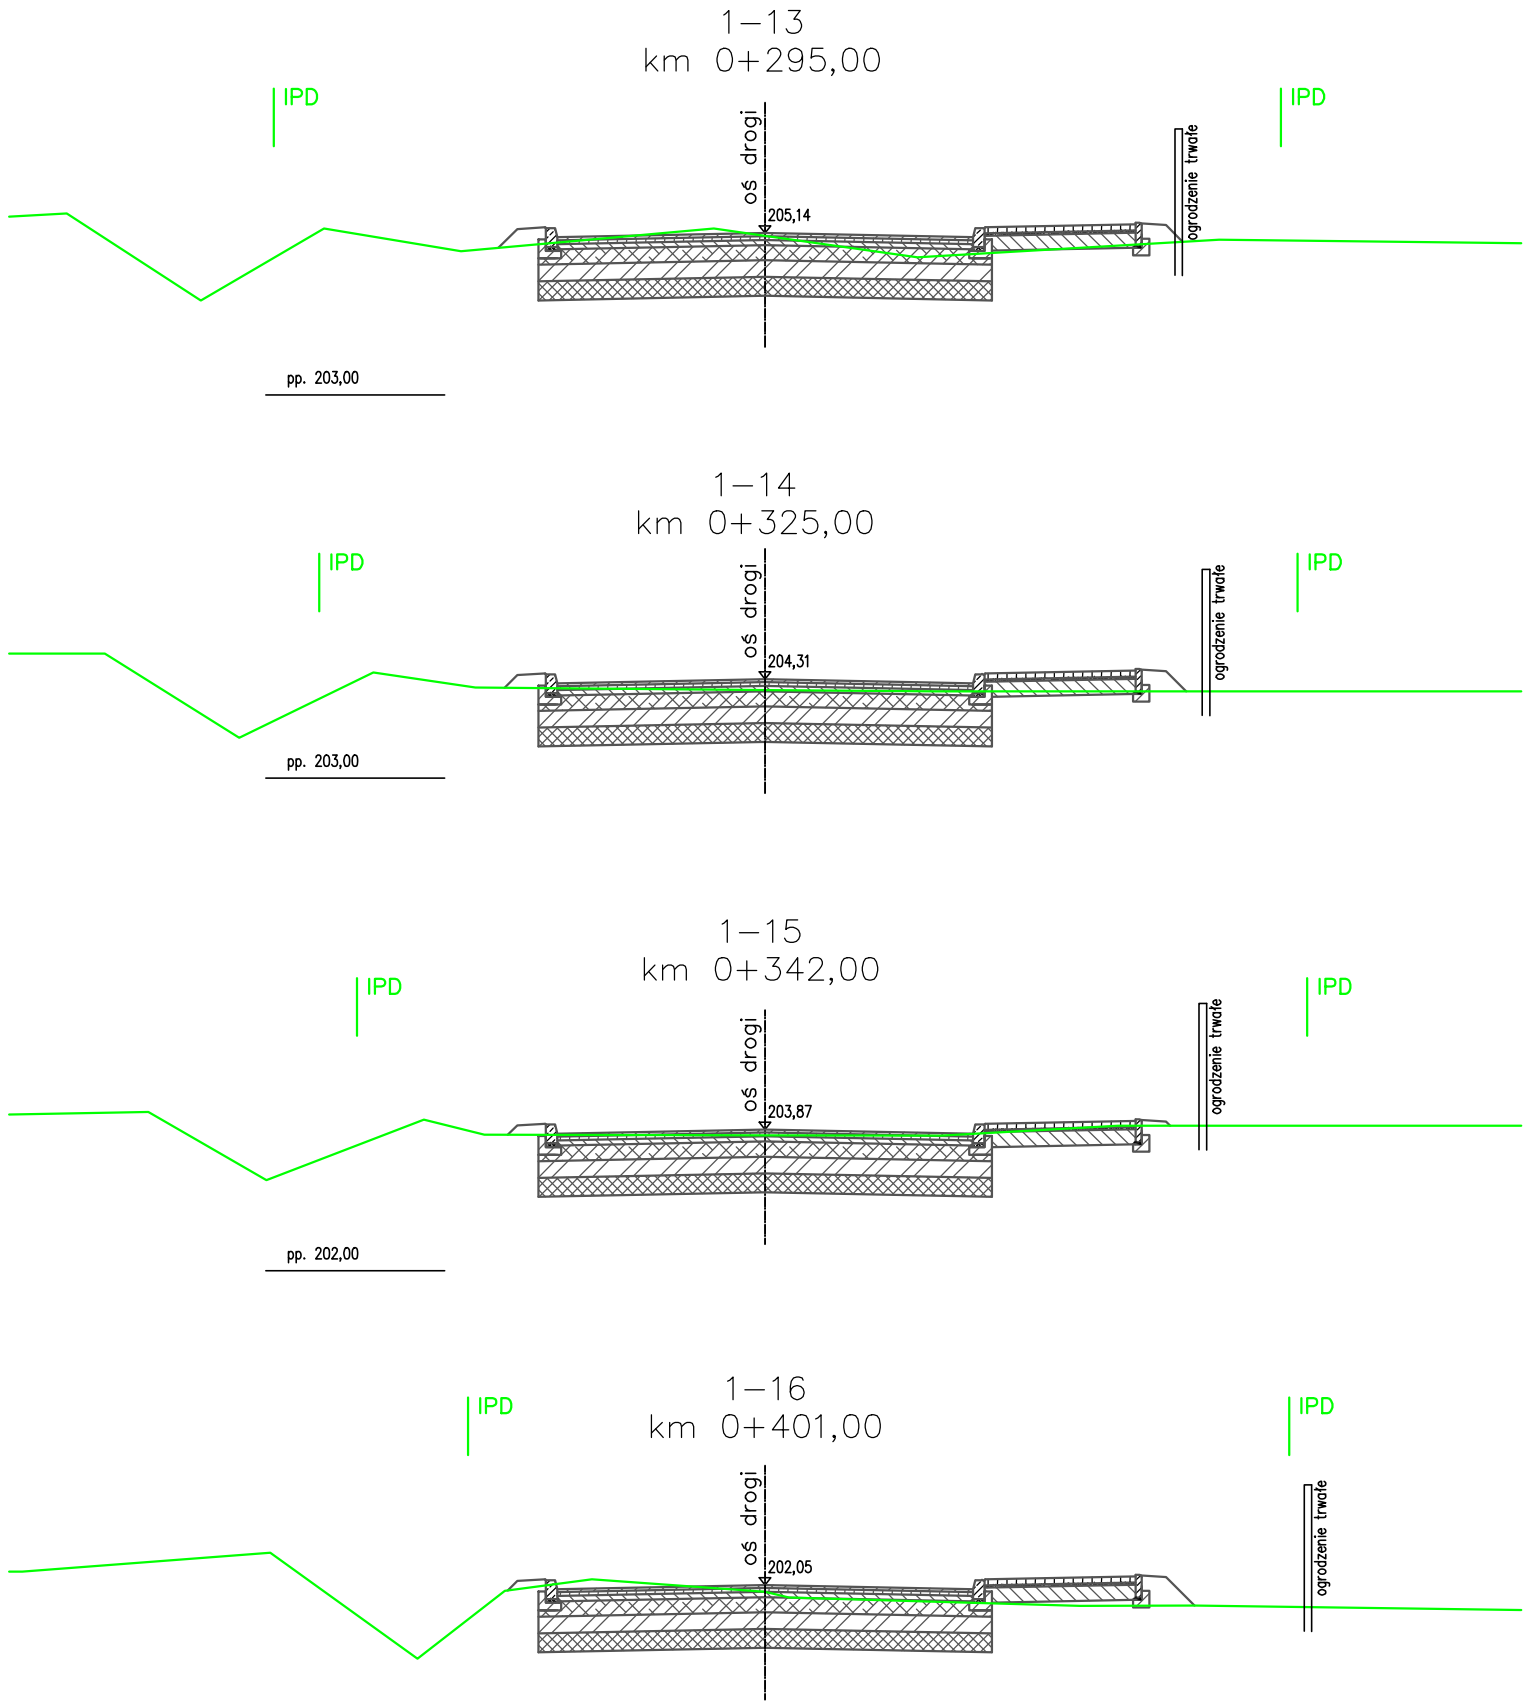 1-13
km 0+295,00
IPD
IPD
oś drogi
ogrodzenie trwałe
205,14
pp. 203,00
1-14
km 0+325,00
IPD
IPD
oś drogi
ogrodzenie trwałe
204,31
pp. 203,00
1-15
km 0+342,00
IPD
IPD
oś drogi
ogrodzenie trwałe
203,87
pp. 202,00
1-16
km 0+401,00
IPD
IPD
oś drogi
ogrodzenie trwałe
202,05